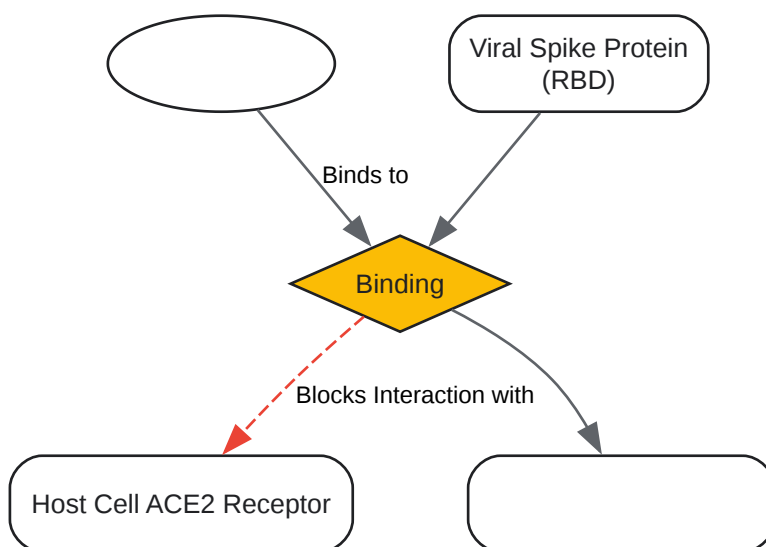 Viral Spike Protein
(RBD)
Binds to
Binding
Blocks Interaction with
Host Cell ACE2 Receptor